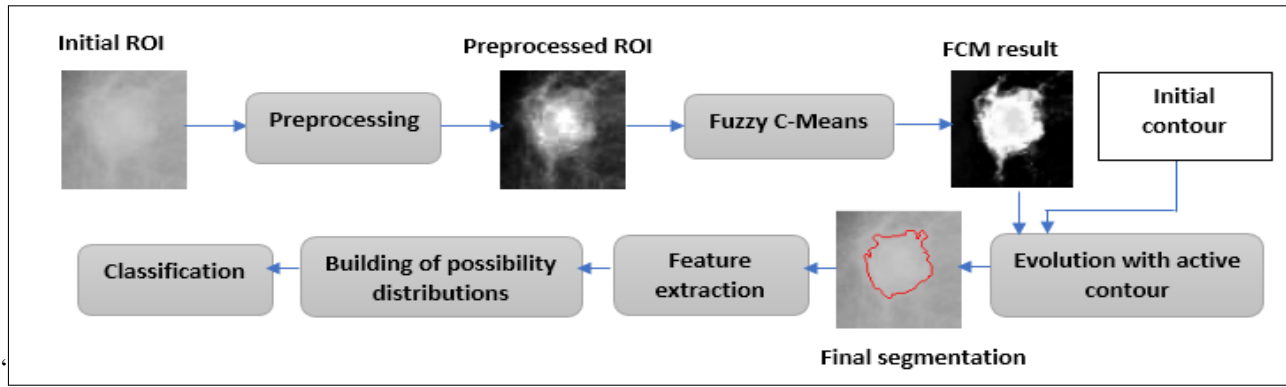 Initial ROI
Preprocessed ROI
FCM result
Preprocessing
Fuzzy C-Means
Initial
contour
Classification
Building of possibility
distributions
Feature
extraction
Evolution with active
contour
Final segmentation
‘